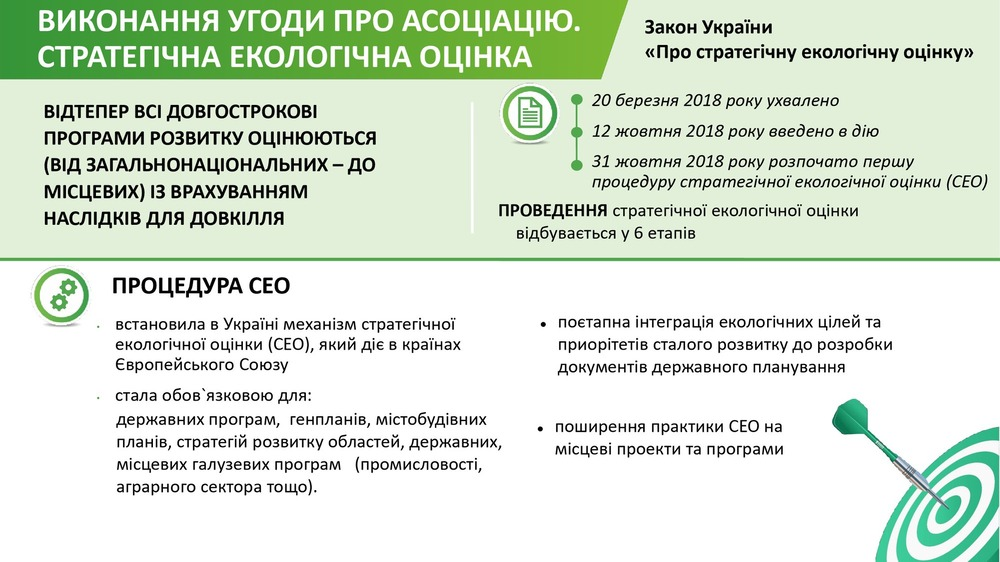 ВИКОНАННЯ УГОДИ ПРО АСОЦІАЦІЮ.
СТРАТЕГІЧНА ЕКОЛОГІЧНА ОЦІНКА
Закон України
«Про стратегічну екологічну оцінку»
ВІДТЕПЕР ВСІ ДОВГОСТРОКОВІ
ПРОГРАМИ РОЗВИТКУ ОЦІНЮЮТЬСЯ
(ВІД ЗАГАЛЬНОНАЦІОНАЛЬНИХ – ДО
МІСЦЕВИХ) ІЗ ВРАХУВАННЯМ
НАСЛІДКІВ ДЛЯ ДОВКІЛЛЯ
20 березня 2018 року ухвалено
12 жовтня 2018 року введено в дію
31 жовтня 2018 року розпочато першу
процедуру стратегічної екологічної оцінки (СЕО)
ПРОВЕДЕННЯ стратегічної екологічної оцінки
відбувається у 6 етапів
ПРОЦЕДУРА СЕО
• встановила в Україні механізм стратегічної
екологічної оцінки (СЕО), який діє в країнах
Європейського Союзу
• стала обов`язковою для:
державних програм, генпланів, містобудівних
планів, стратегій розвитку областей, державних,
місцевих галузевих програм (промисловості,
аграрного сектора тощо).
• поєтапна інтеграція екологічних цілей та
приорітетів сталого розвитку до розробки
документів державного планування
• поширення практики СЕО на
місцеві проекти та програми